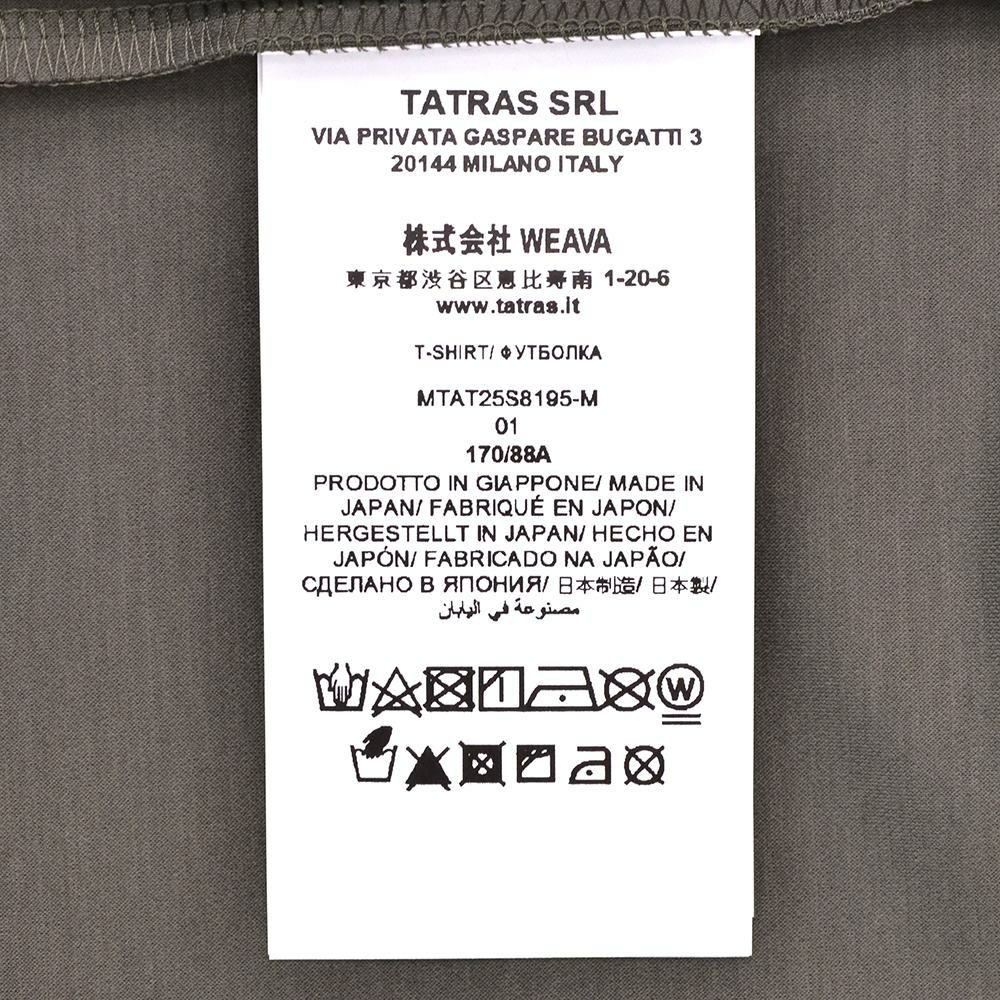 TATRAS SRL
VIA PRIVATA GASPARE BUGATTI 3
20144 MILANO ITALY
株式会社 WEAVA
東京都渋谷区恵比寿南 1-20-6
www.tatras.it
T-SHIRT/ ФУТБОЛКА
MTAT25S8195-M
01
170/88A
PRODOTTO IN GIAPPONE/ MADE IN
JAPAN/ FABRIQUÉ EN JAPON/
HERGESTELLT IN JAPAN/ HECHO EN
JAPÓN/ FABRICADO NA JAPÃO/
СДЕЛАНО В ЯПОНИЯ/ 日本制造/ 日本製/
مصنوعة في اليابان
W